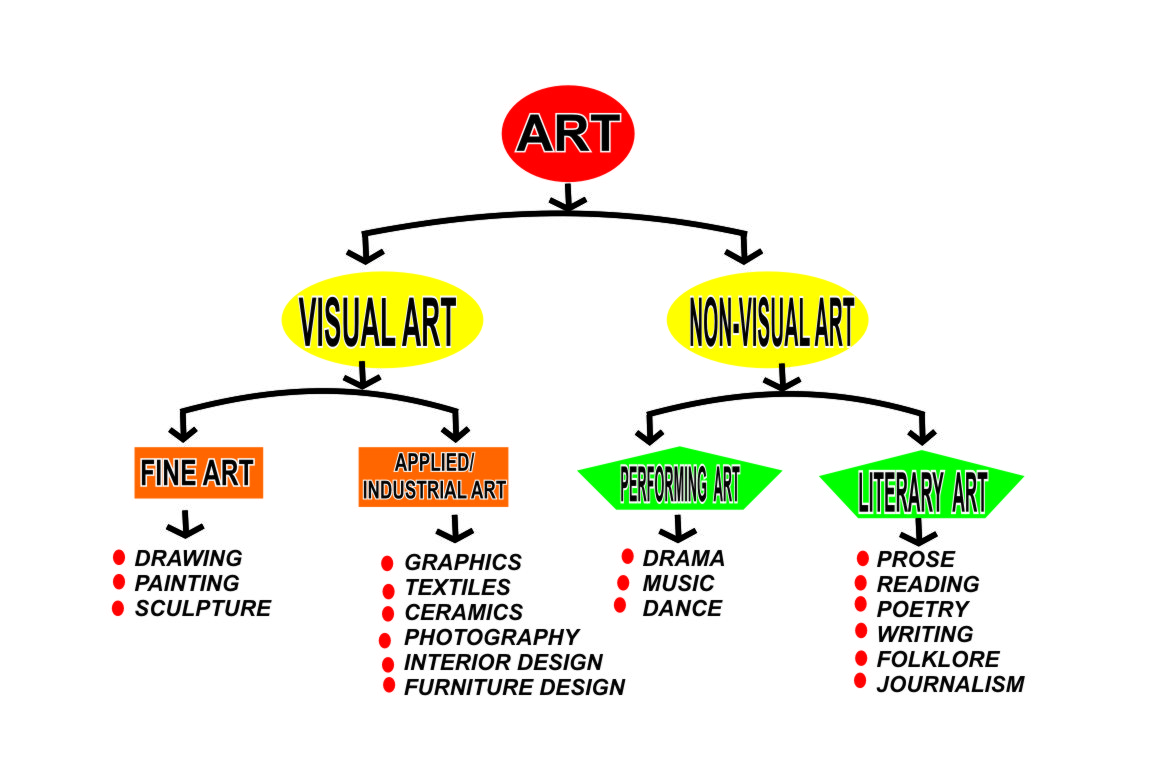 ART
VISUAL ART
NON-VISUAL ART
FINE ART
DRAWING
PAINTING
SCULPTURE
APPLIED/
INDUSTRIAL ART
GRAPHICS
TEXTILES
CERAMICS
PHOTOGRAPHY
INTERIOR DESIGN
FURNITURE DESIGN
PERFORMING ART
DRAMA
MUSIC
DANCE
LITERARY ART
PROSE
READING
POETRY
WRITING
FOLKLORE
JOURNALISM